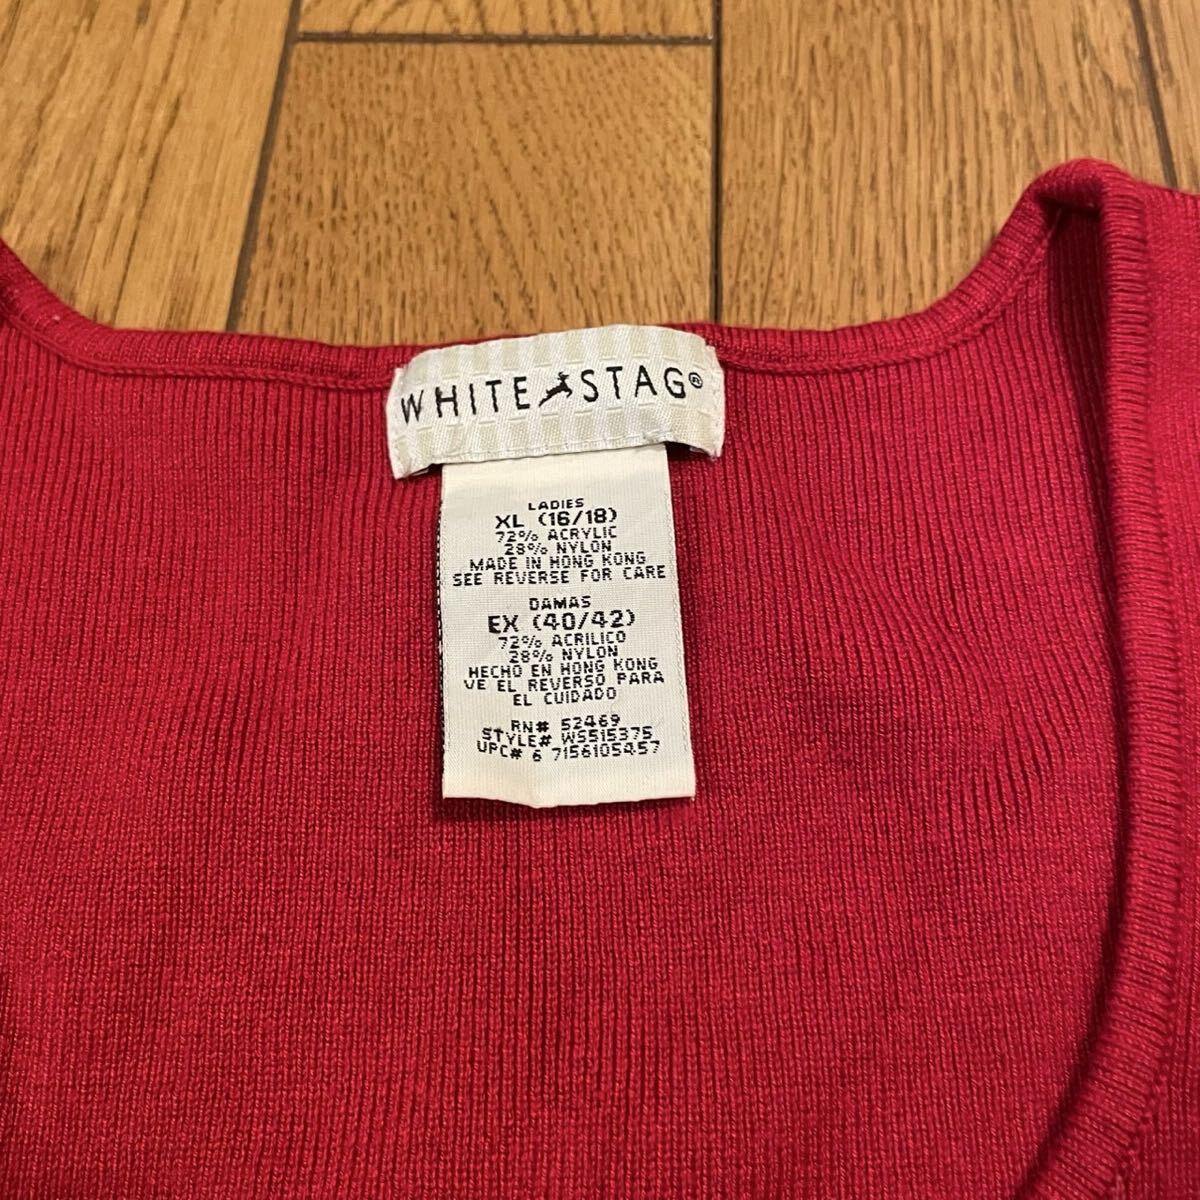 WHITE STAG®
LADIES
XL (16/18)
72% ACRYLIC
28% NYLON
MADE IN HONG KONG
SEE REVERSE FOR CARE
DAMAS
EX (40/42)
72% ACRILICO
28% NYLON
HECHO EN HONG KONG
VE EL REVERSO PARA
EL CUIDADO
RN# 52469
STYLE# WS515375
UPC# 6 7156105457